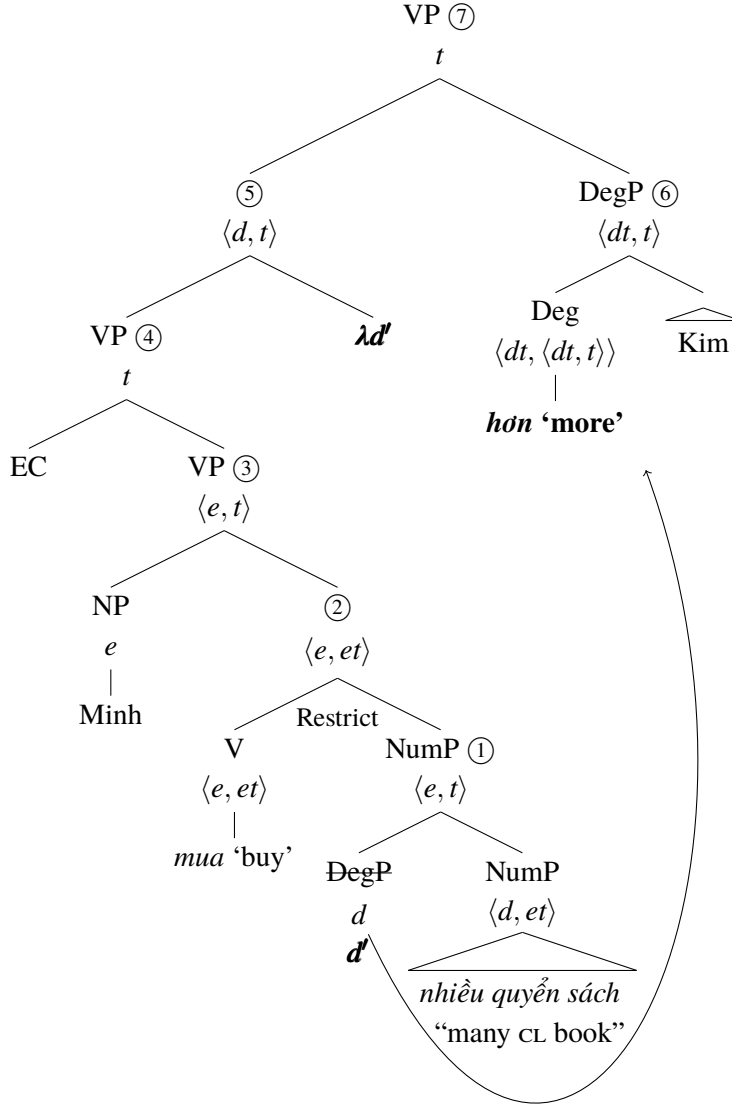 VP ⑦
t
⑤ DegP ⑥
⟨d, t⟩ ⟨dt, t⟩
VP ④ λd′ Deg Kim
t ⟨dt, ⟨dt, t⟩⟩
hơn ‘more’
EC VP ③
⟨e, t⟩
NP ②
e ⟨e, et⟩
Minh Restrict
V NumP ①
⟨e, et⟩ ⟨e, t⟩
mua ‘buy’ DegP NumP
d ⟨d, et⟩
d′
nhiều quyển sách
“many CL book”